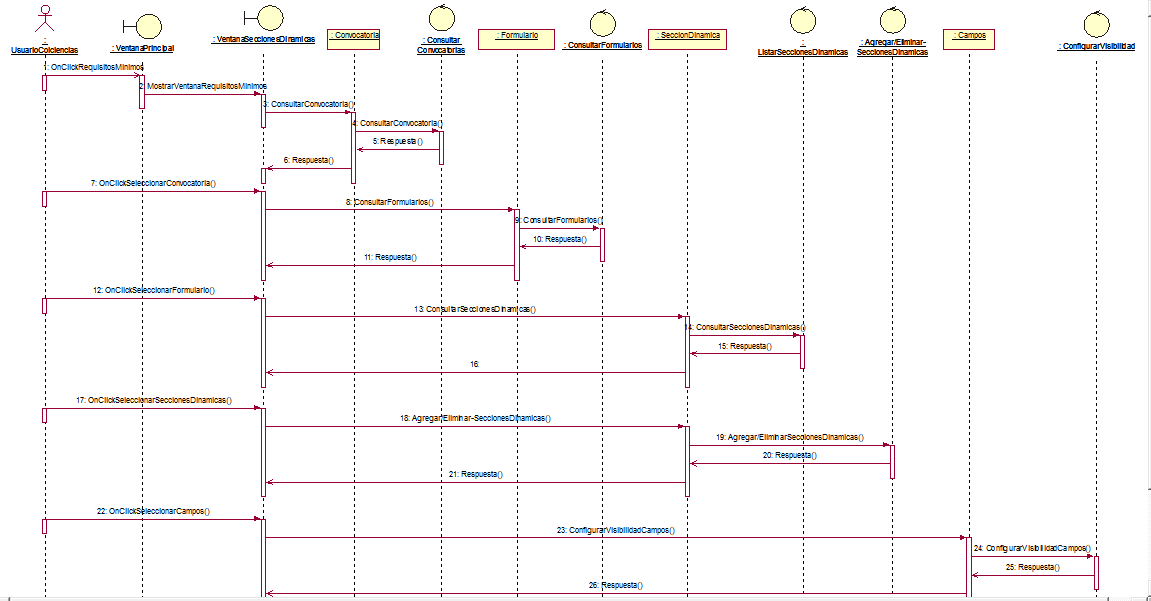 :
UsuarioColciencias
: VentanaPrincipal
: VentanaSeccionesDinamicas
: Convocatoria
: Consultar
Convocatorias
: Formulario
: ConsultarFormularios
: SeccionDinamica
:
ListarSeccionesDinamicas
: Agregar/Eliminar-
SeccionesDinamicas
: Campos
: ConfigurarVisibilidad
1: OnClickRequisitosMinimos
2: MostrarVentanaRequisitosMinimos
3: ConsultarConvocatoria()
4: ConsultarConvocatoria()
5: Respuesta()
6: Respuesta()
7: OnClickSeleccionarConvocatoria()
8: ConsultarFormularios()
9: ConsultarFormularios()
10: Respuesta()
11: Respuesta()
12: OnClickSeleccionarFormulario()
13: ConsultarSeccionesDinamicas()
14: ConsultarSeccionesDinamicas()
15: Respuesta()
16:
17: OnClickSeleccionarSeccionesDinamicas()
18: Agregar/Eliminar-SeccionesDinamicas()
19: Agregar/EliminarSeccionesDinamicas()
20: Respuesta()
21: Respuesta()
22: OnClickSeleccionarCampos()
23: ConfigurarVisibilidadCampos()
24: ConfigurarVisibilidadCampos()
25: Respuesta()
26: Respuesta()